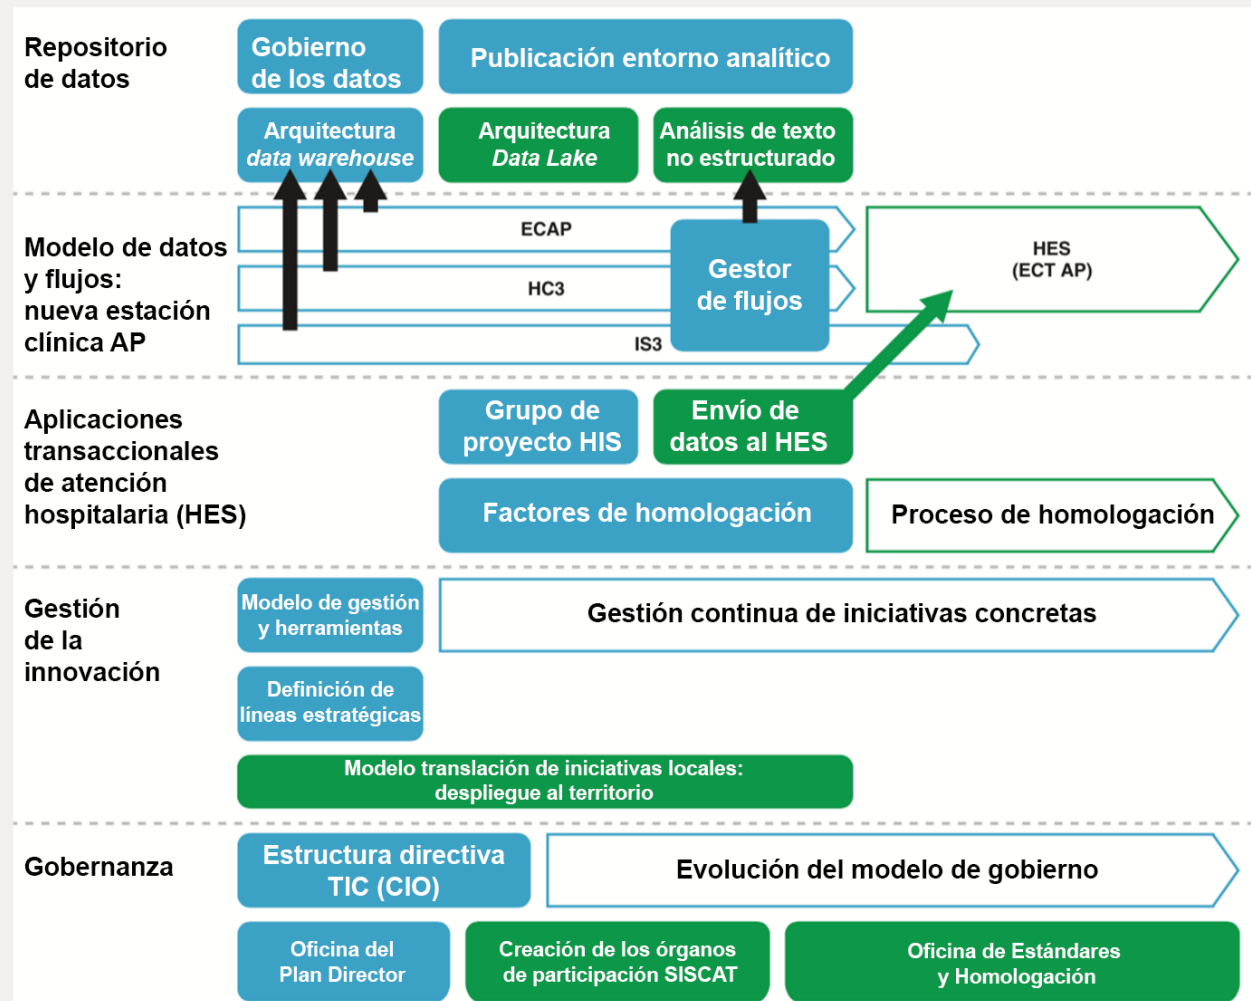 Repositorio
de datos
Gobierno
de los datos
Publicación entorno analítico
Arquitectura
data warehouse
Arquitectura
Data Lake
Análisis de texto
no estructurado
Modelo de datos
y flujos:
nueva estación
clínica AP
ECAP
HC3
IS3
Gestor
de flujos
HES
(ECT AP)
Aplicaciones
transaccionales
de atención
hospitalaria (HES)
Grupo de
proyecto HIS
Envío de
datos al HES
Factores de homologación
Proceso de homologación
Gestión
de la
innovación
Modelo de gestión
y herramientas
Gestión continua de iniciativas concretas
Definición de
líneas estratégicas
Modelo translación de iniciativas locales:
despliegue al territorio
Gobernanza
Estructura directiva
TIC (CIO)
Evolución del modelo de gobierno
Oficina del
Plan Director
Creación de los órganos
de participación SISCAT
Oficina de Estándares
y Homologación